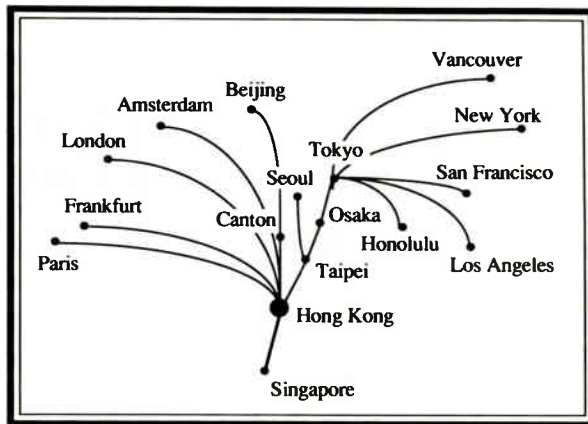 Vancouver
Beijing
Amsterdam
New York
London
Tokyo
Seoul
San Francisco
Frankfurt
Canton
Osaka
Honolulu
Paris
Taipei
Los Angeles
Hong Kong
Singapore